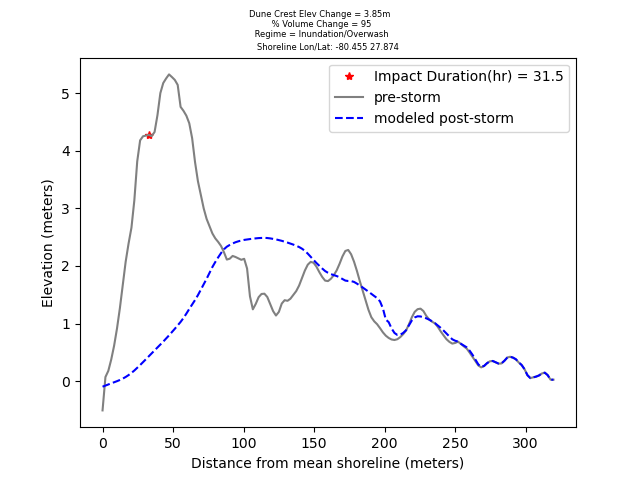 Dune Crest Elev Change = 3.85m
% Volume Change = 95
Regime = Inundation/Overwash
Shoreline Lon/Lat: -80.455 27.874
Impact Duration(hr) = 31.5
pre-storm
modeled post-storm
Elevation (meters)
5
4
3
2
1
0
0 50 100 150 200 250 300
Distance from mean shoreline (meters)